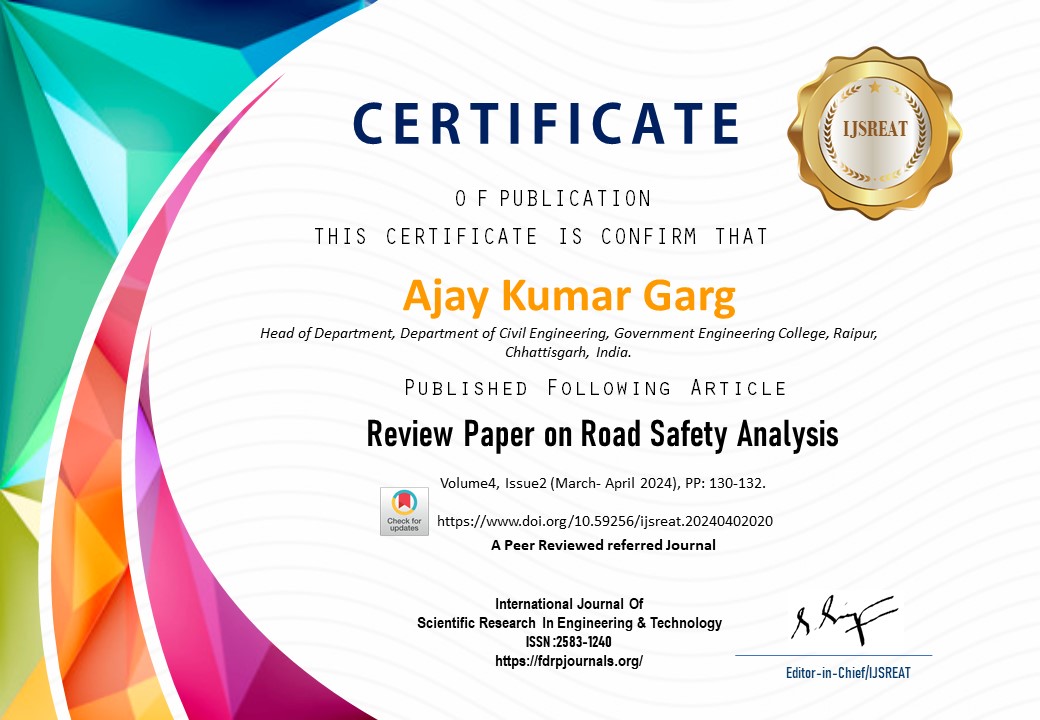 CERTIFICATE
IJSREAT
O F PUBLICATION
THIS CERTIFICATE IS CONFIRM THAT
Ajay Kumar Garg
Head of Department, Department of Civil Engineering, Government Engineering College, Raipur,
Chhattisgarh, India.
Published Following Article
Review Paper on Road Safety Analysis
Volume4, Issue2 (March- April 2024), PP: 130-132.
Check for
updates
https://www.doi.org/10.59256/ijsreat.20240402020
A Peer Reviewed referred Journal
International Journal Of
Scientific Research In Engineering & Technology
ISSN :2583-1240
https://fdrpjournals.org/
Editor-in-Chief/IJSREAT